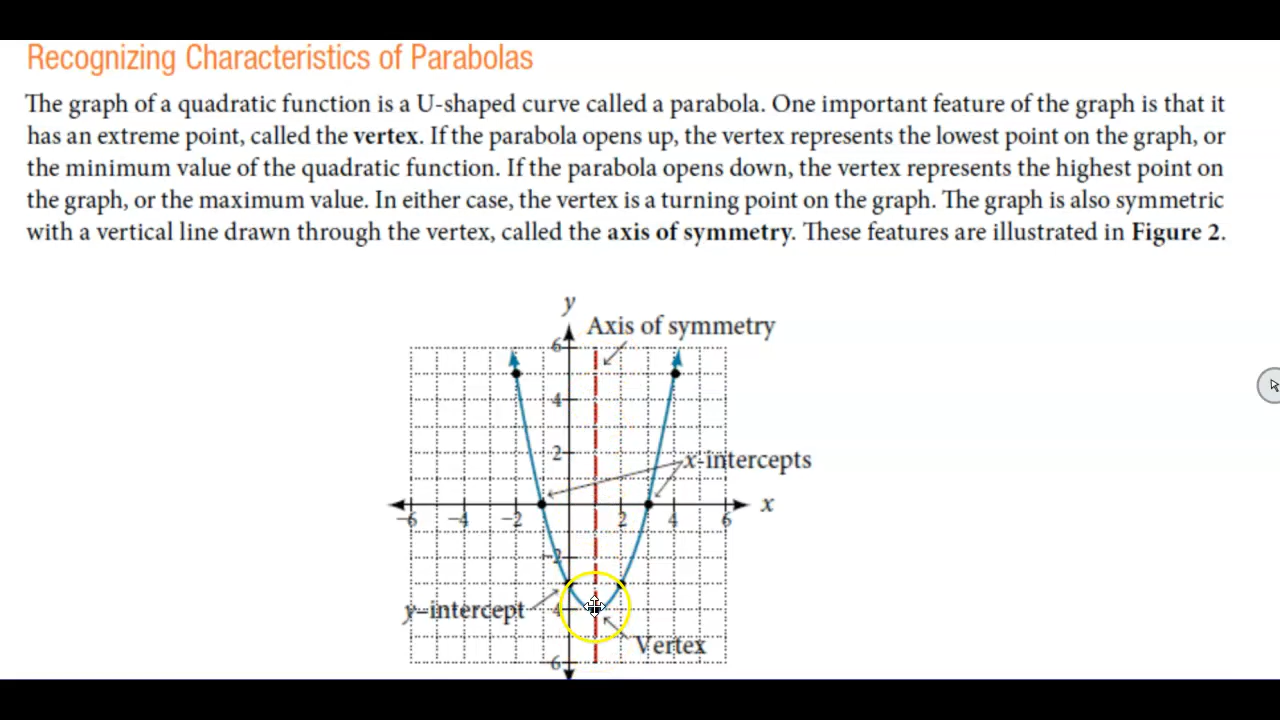 Recognizing Characteristics of Parabolas
The graph of a quadratic function is a U-shaped curve called a parabola. One important feature of the graph is that it
has an extreme point, called the vertex. If the parabola opens up, the vertex represents the lowest point on the graph, or
the minimum value of the quadratic function. If the parabola opens down, the vertex represents the highest point on
the graph, or the maximum value. In either case, the vertex is a turning point on the graph. The graph is also symmetric
with a vertical line drawn through the vertex, called the axis of symmetry. These features are illustrated in Figure 2.
y
Axis of symmetry
6
4
2
x-intercepts
x
−6 −4 −2 2 4 6
−2
y–intercept
4
Vertex
−6